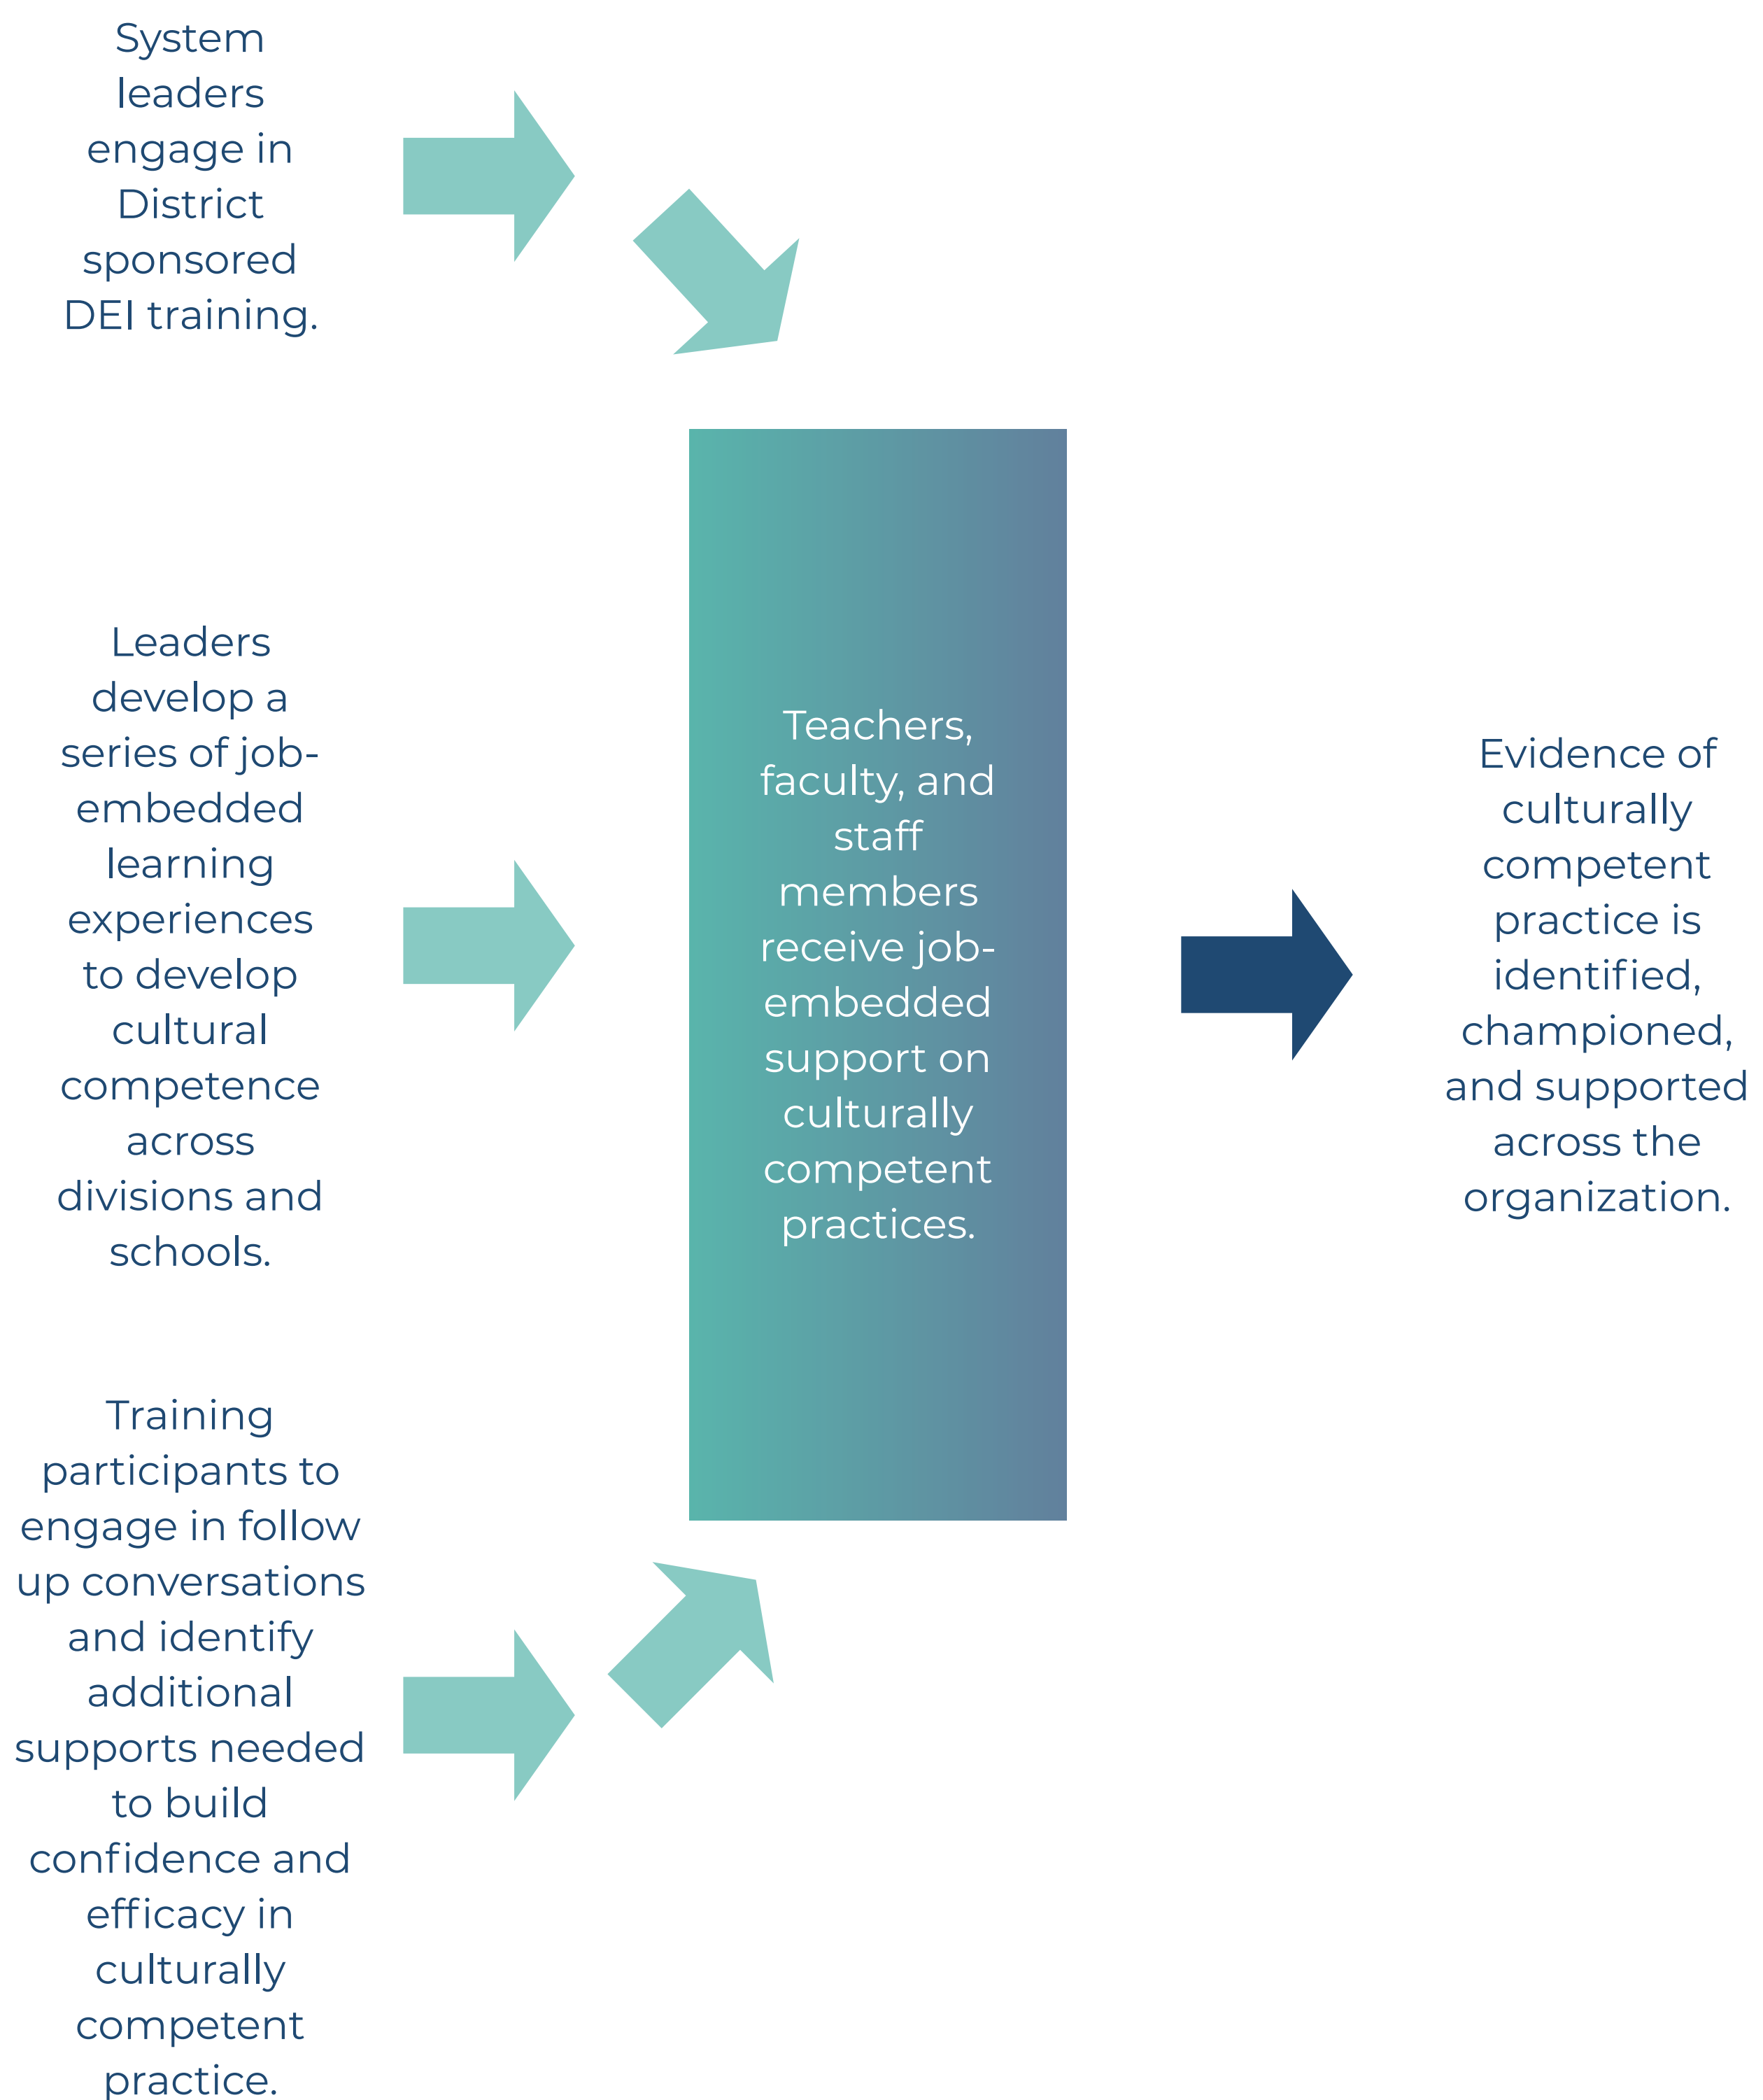 System
leaders
engage in
District
sponsored
DEI training.
Leaders
develop a
series of job-
embedded
learning
experiences
to develop
cultural
competence
across
divisions and
schools.
Training
participants to
engage in follow
up conversations
and identify
additional
supports needed
to build
confidence and
efficacy in
culturally
competent
practice.
Teachers,
faculty, and
staff
members
receive job-
embedded
support on
culturally
competent
practices.
Evidence of
culturally
competent
practice is
identified,
championed,
and supported
across the
organization.